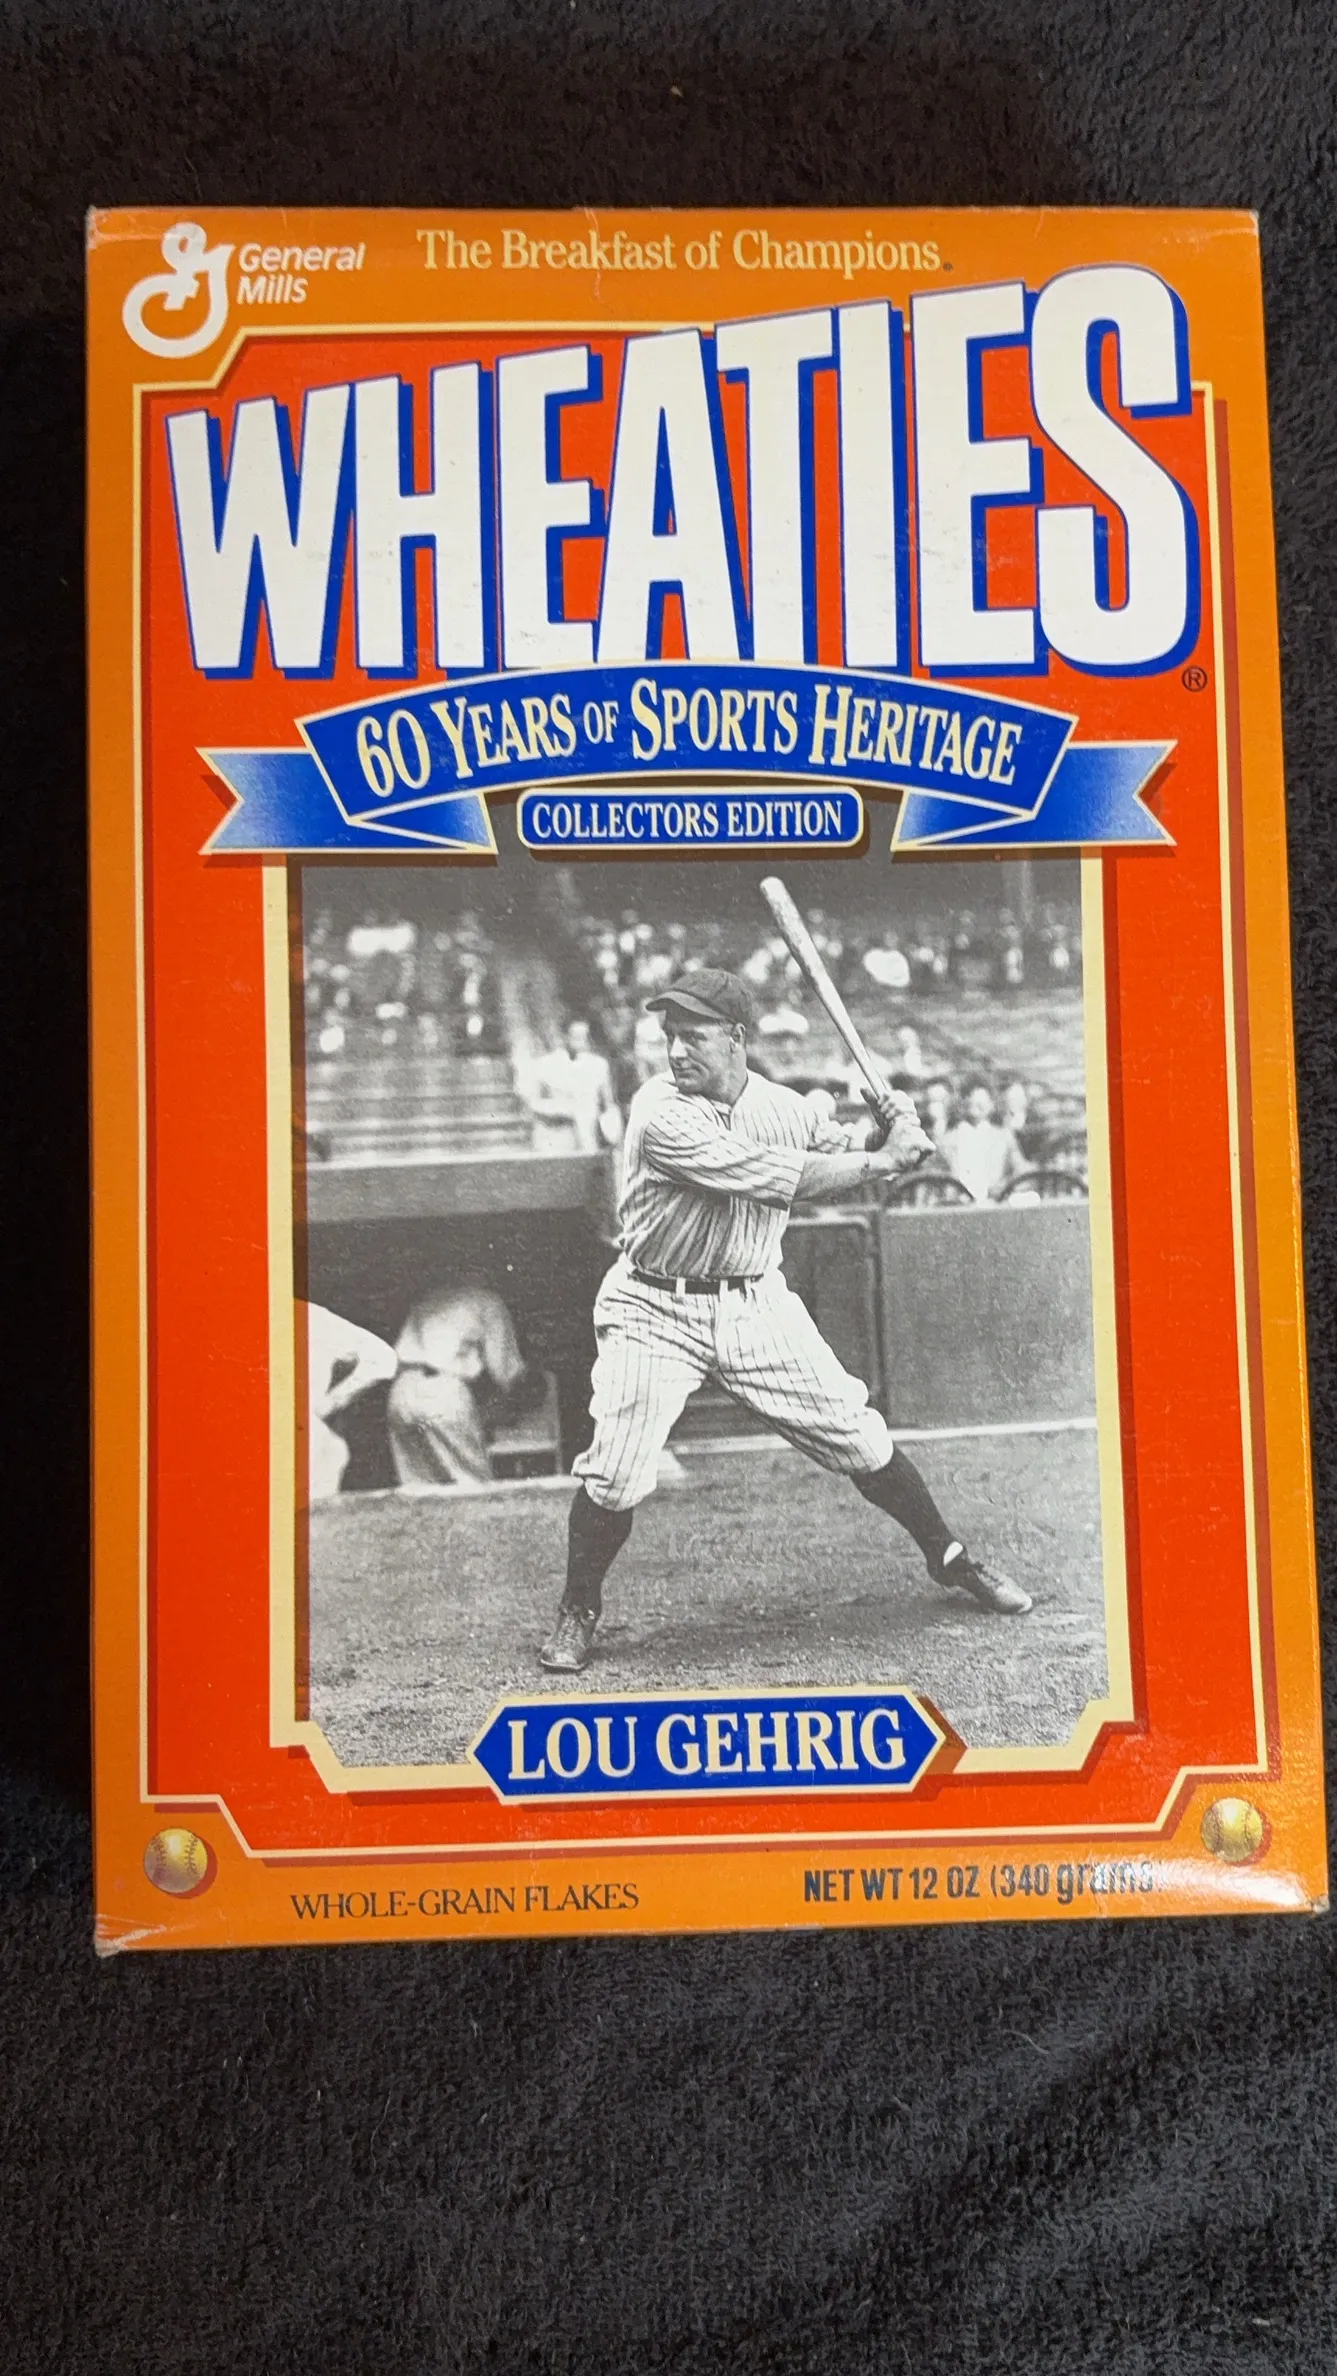 General
Mills
The Breakfast of Champions®
WHEATIES®
60 YEARS OF SPORTS HERITAGE
COLLECTORS EDITION
LOU GEHRIG
WHOLE-GRAIN FLAKES
NET WT 12 OZ (340 grams)